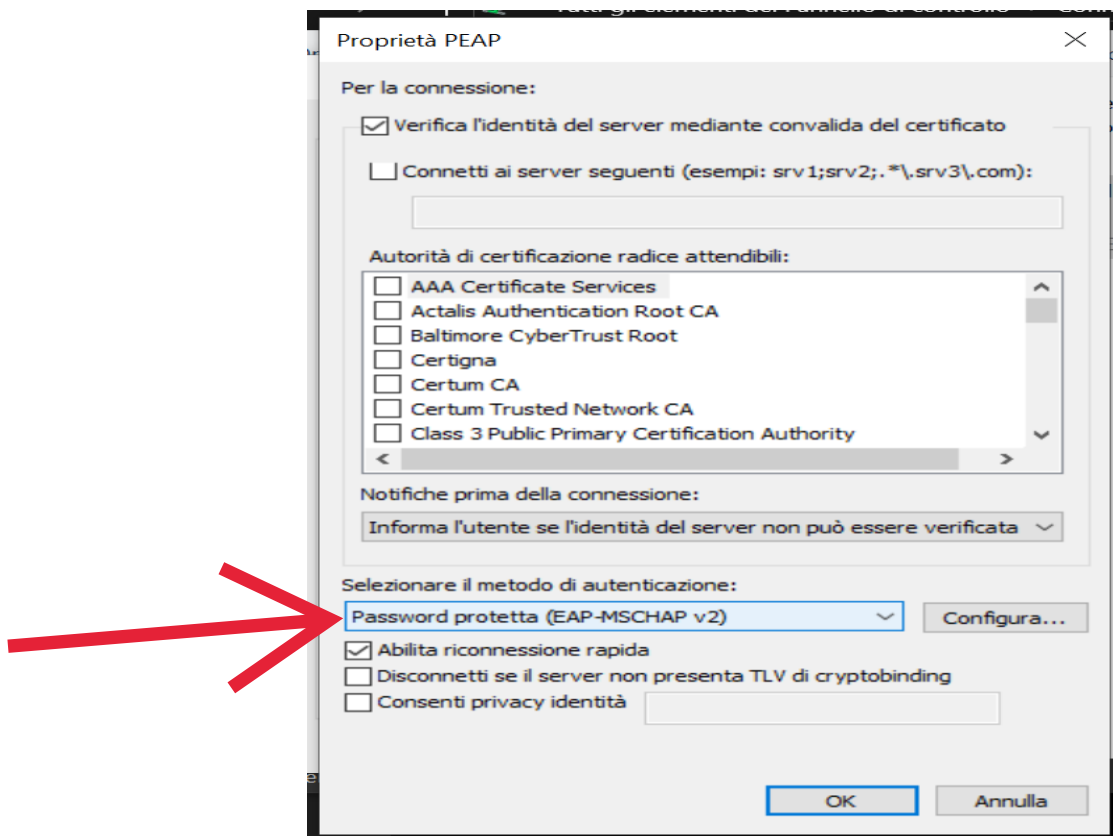 Proprietà PEAP
Per la connessione:
Verifica l'identità del server mediante convalida del certificato
Connetti ai server seguenti (esempi: srv1;srv2;.*\.srv3\.com):
Autorità di certificazione radice attendibili:
AAA Certificate Services
Actalis Authentication Root CA
Baltimore CyberTrust Root
Certigna
Certum CA
Certum Trusted Network CA
Class 3 Public Primary Certification Authority
Notifiche prima della connessione:
Informa l'utente se l'identità del server non può essere verificata
Selezionare il metodo di autenticazione:
Password protetta (EAP-MSCHAP v2)
Configura...
Abilita riconnessione rapida
Disconnetti se il server non presenta TLV di cryptobinding
Consenti privacy identità
OK
Annulla